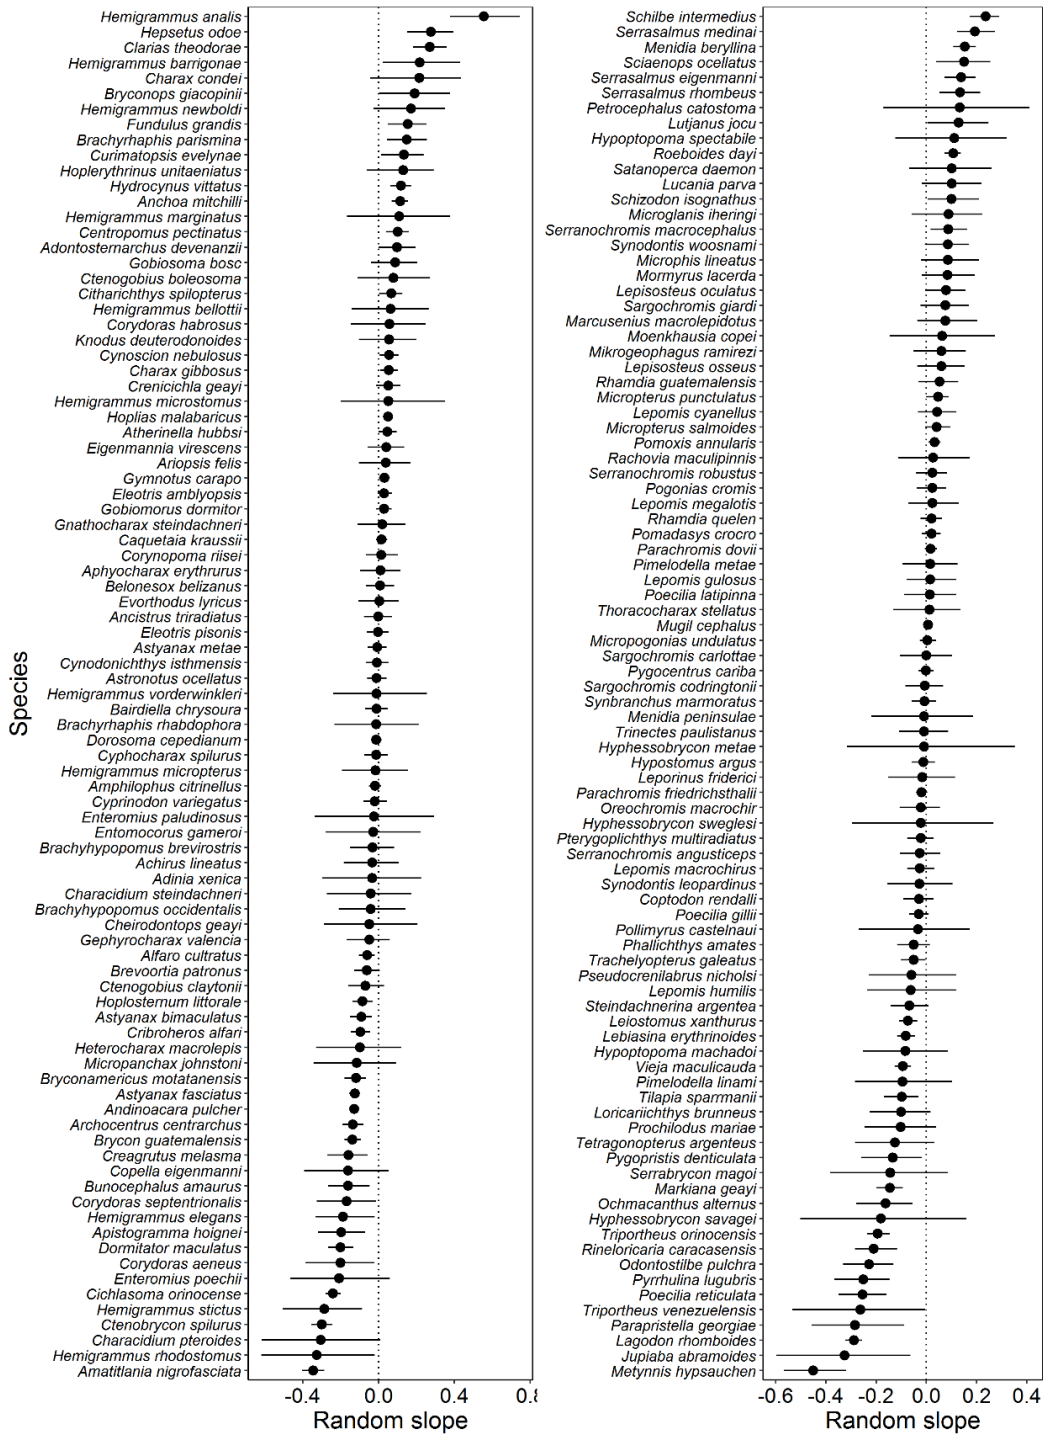 Species
Hemigrammus analis
Hepsetus odoe
Clarias theodorae
Hemigrammus barrigonae
Charax condei
Bryconops giacopinii
Hemigrammus newboldi
Fundulus grandis
Brachyrhaphis parismina
Curimatopsis evelynae
Hoplerythrinus unitaeniatus
Hydrocynus vittatus
Anchoa mitchilli
Hemigrammus marginatus
Centropomus pectinatus
Adontosternarchus devenanzii
Gobiosoma bosc
Ctenogobius boleosoma
Citharichthys spilopterus
Hemigrammus bellottii
Corydoras habrosus
Knodus deuterodonoides
Cynoscion nebulosus
Charax gibbosus
Crenicichla geayi
Hemigrammus microstomus
Hoplias malabaricus
Atherinella hubbsi
Eigenmannia virescens
Ariopsis felis
Gymnotus carapo
Eleotris amblyopsis
Gobiomorus dormitor
Gnathocharax steindachneri
Caquetaia kraussii
Corynopoma riisei
Aphyocharax erythrurus
Belonesox belizanus
Evorthodus lyricus
Ancistrus triradiatus
Eleotris pisonis
Astyanax metae
Cynodonichthys isthmensis
Astronotus ocellatus
Hemigrammus vorderwinkleri
Bairdiella chrysoura
Brachyrhaphis rhabdophora
Dorosoma cepedianum
Cyphocharax spilurus
Hemigrammus micropterus
Amphilophus citrinellus
Cyprinodon variegatus
Enteromius paludinosus
Entomocorus gameroi
Brachyhypopomus brevirostris
Achirus lineatus
Adinia xenica
Characidium steindachneri
Brachyhypopomus occidentalis
Cheirodontops geayi
Gephyrocharax valencia
Alfaro cultratus
Brevoortia patronus
Ctenogobius claytonii
Hoplosternum littorale
Astyanax bimaculatus
Cribroheros alfari
Heterocharax macrolepis
Micropanchax johnstoni
Bryconamericus motatanensis
Astyanax fasciatus
Andinoacara pulcher
Archocentrus centrarchus
Brycon guatemalensis
Creagrutus melasma
Copella eigenmanni
Bunocephalus amaurus
Corydoras septentrionalis
Hemigrammus elegans
Apistogramma hoignei
Dormitator maculatus
Corydoras aeneus
Enteromius poechii
Cichlasoma orinocense
Hemigrammus stictus
Ctenobrycon spilurus
Characidium pteroides
Hemigrammus rhodostomus
Amatitlania nigrofasciata
-0.4 0.0 0.4
Random slope
Schilbe intermedius
Serrasalmus medinai
Menidia beryllina
Sciaenops ocellatus
Serrasalmus eigenmanni
Serrasalmus rhombeus
Petrocephalus catostoma
Lutjanus jocu
Hypoptopoma spectabile
Roeboides dayi
Satanoperca daemon
Lucania parva
Schizodon isognathus
Microglanis iheringi
Serranochromis macrocephalus
Synodontis woosnami
Microphis lineatus
Mormyrus lacerda
Lepisosteus oculatus
Sargochromis giardi
Marcusenius macrolepidotus
Moenkhausia copei
Mikrogeophagus ramirezi
Lepisosteus osseus
Rhamdia guatemalensis
Micropterus punctulatus
Lepomis cyanellus
Micropterus salmoides
Pomoxis annularis
Rachovia maculipinnis
Serranochromis robustus
Pogonias cromis
Lepomis megalotis
Rhamdia quelen
Pomadasys crocro
Parachromis dovii
Pimelodella metae
Lepomis gulosus
Poecilia latipinna
Thoracocharax stellatus
Mugil cephalus
Micropogonias undulatus
Sargochromis carlottae
Pygocentrus cariba
Sargochromis codringtonii
Synbranchus marmoratus
Menidia peninsulae
Trinectes paulistanus
Hyphessobrycon metae
Hypostomus argus
Leporinus friderici
Parachromis friedrichsthalii
Oreochromis macrochir
Hyphessobrycon sweglesi
Pterygoplichthys multiradiatus
Serranochromis angusticeps
Lepomis macrochirus
Synodontis leopardinus
Coptodon rendalli
Poecilia gillii
Pollimyrus castelnaui
Phallichthys amates
Trachelyopterus galeatus
Pseudocrenilabrus nicholsi
Lepomis humilis
Steindachnerina argentea
Leiostomus xanthurus
Lebiasina erythrinoides
Hypoptopoma machadoi
Vieja maculicauda
Pimelodella linami
Tilapia sparrmanii
Loricariichthys brunneus
Prochilodus mariae
Tetragonopterus argenteus
Pygopristis denticulata
Serrabrycon magoi
Markiana geayi
Ochmacanthus alternus
Hyphessobrycon savagei
Triportheus orinocensis
Rineloricaria caracasensis
Odontostilbe pulchra
Pyrrhulina lugubris
Poecilia reticulata
Triportheus venezuelensis
Parapristella georgiae
Lagodon rhomboides
Jupiaba abramoides
Metynnis hypsauchen
-0.6 -0.4 -0.2 0.0 0.2 0.4
Random slope